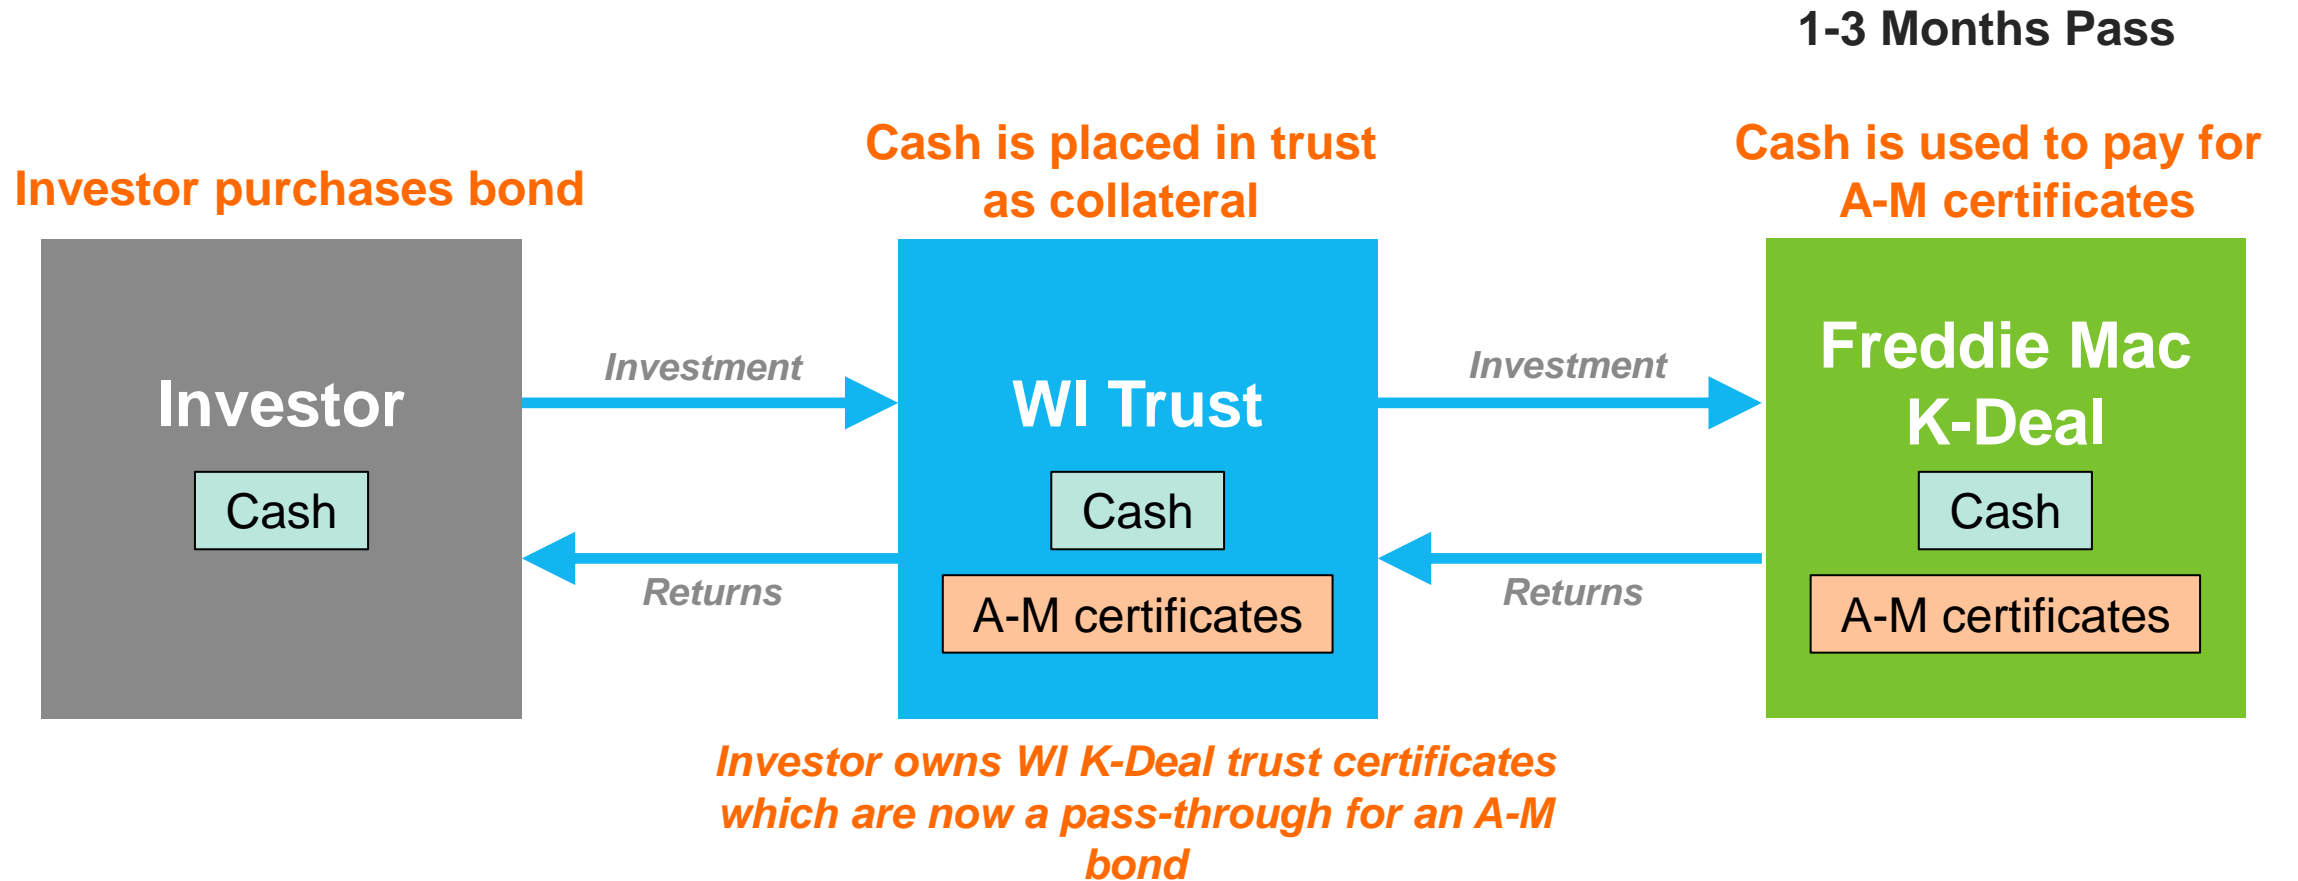 1-3 Months Pass
Investor purchases bond
Cash is placed in trust
as collateral
Cash is used to pay for
A-M certificates
Investor
Cash
Investment
Returns
WI Trust
Cash
A-M certificates
Investment
Returns
Freddie Mac
K-Deal
Cash
A-M certificates
Investor owns WI K-Deal trust certificates
which are now a pass-through for an A-M
bond